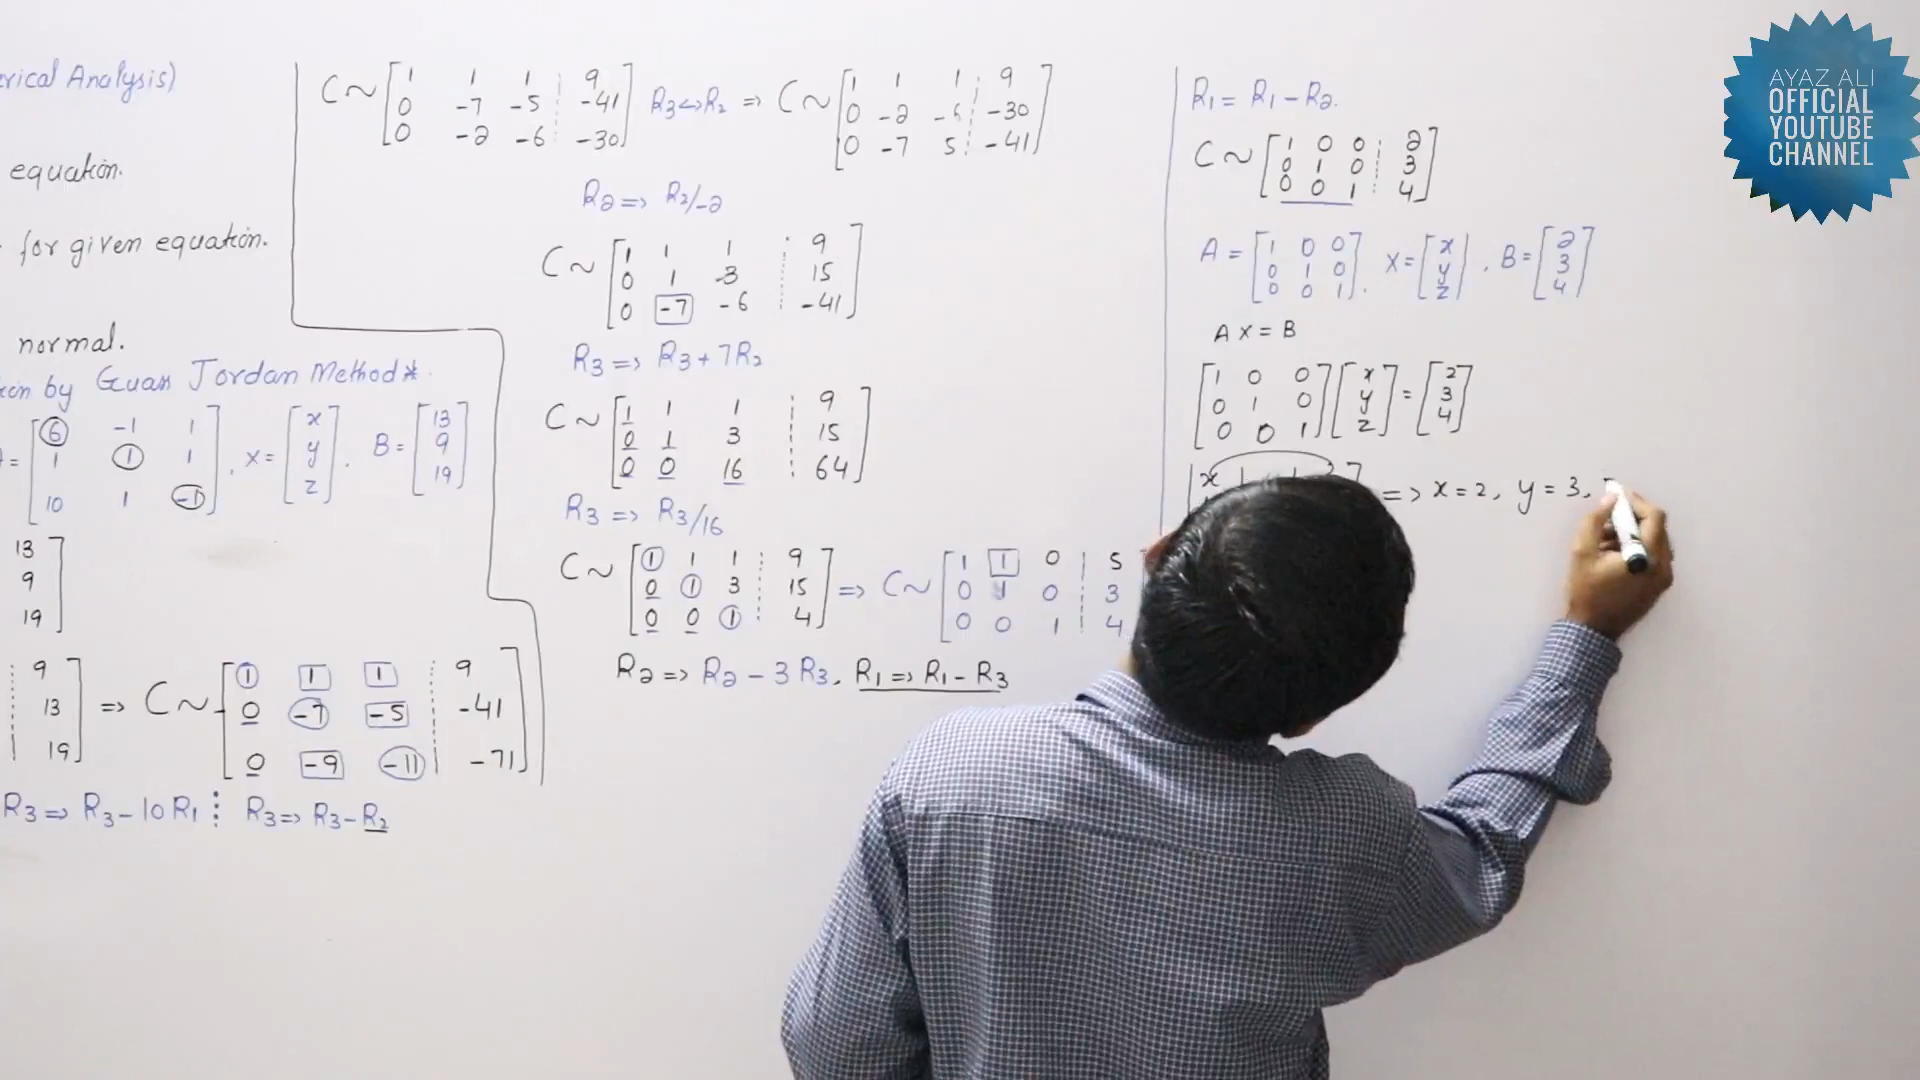 erical Analysis)
equation.
for given equation.
normal.
by Guass Jordan Method*
= [6 -1 1], X = [x], B = [13]
[1 1 1] [y] [9]
[10 1 -1] [z] [19]
13]
9
19]
9]
13 => C ~ [1 1 1 ⋮ 9]
19] [0 -7 -5 ⋮ -41]
[0 -9 -11 ⋮ -71]
R3 => R3 - 10R1 ⋮ R3 => R3 - R2
C ~ [1 1 1 ⋮ 9]
[0 -7 -5 ⋮ -41]
[0 -2 -6 ⋮ -30]
R3 <-> R2 => C ~ [1 1 1 ⋮ 9]
[0 -2 -6 ⋮ -30]
[0 -7 5 ⋮ -41]
R2 => R2/-2
C ~ [1 1 1 ⋮ 9]
[0 1 -3 ⋮ 15]
[0 -7 -6 ⋮ -41]
R3 => R3 + 7R2
C ~ [1 1 1 ⋮ 9]
[0 1 3 ⋮ 15]
[0 0 16 ⋮ 64]
R3 => R3/16
C ~ [1 1 1 ⋮ 9]
[0 1 3 ⋮ 15]
[0 0 1 ⋮ 4]
=> C ~ [1 1 0 ⋮ 5
[0 1 0 ⋮ 3
[0 0 1 ⋮ 4
R2 => R2 - 3R3, R1 => R1 - R3
R1 = R1 - R2.
C ~ [1 0 0 ⋮ 2]
[0 1 0 ⋮ 3]
[0 0 1 ⋮ 4]
A = [1 0 0], X = [x], B = [2]
[0 1 0] [y] [3]
[0 0 1] [z] [4]
AX = B
[1 0 0] [x] = [2]
[0 1 0] [y] [3]
[0 0 1] [z] [4]
[x
=> x = 2, y = 3,
AYAZ ALI
OFFICIAL
YOUTUBE
CHANNEL